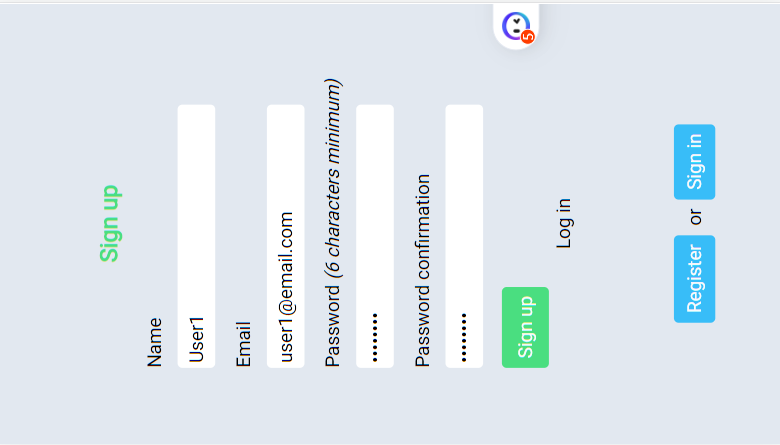 Sign up
Name
User1
Email
user1@email.com
Password (6 characters minimum)
••••••••
Password confirmation
••••••••
Sign up
Log in
Register or Sign in
5